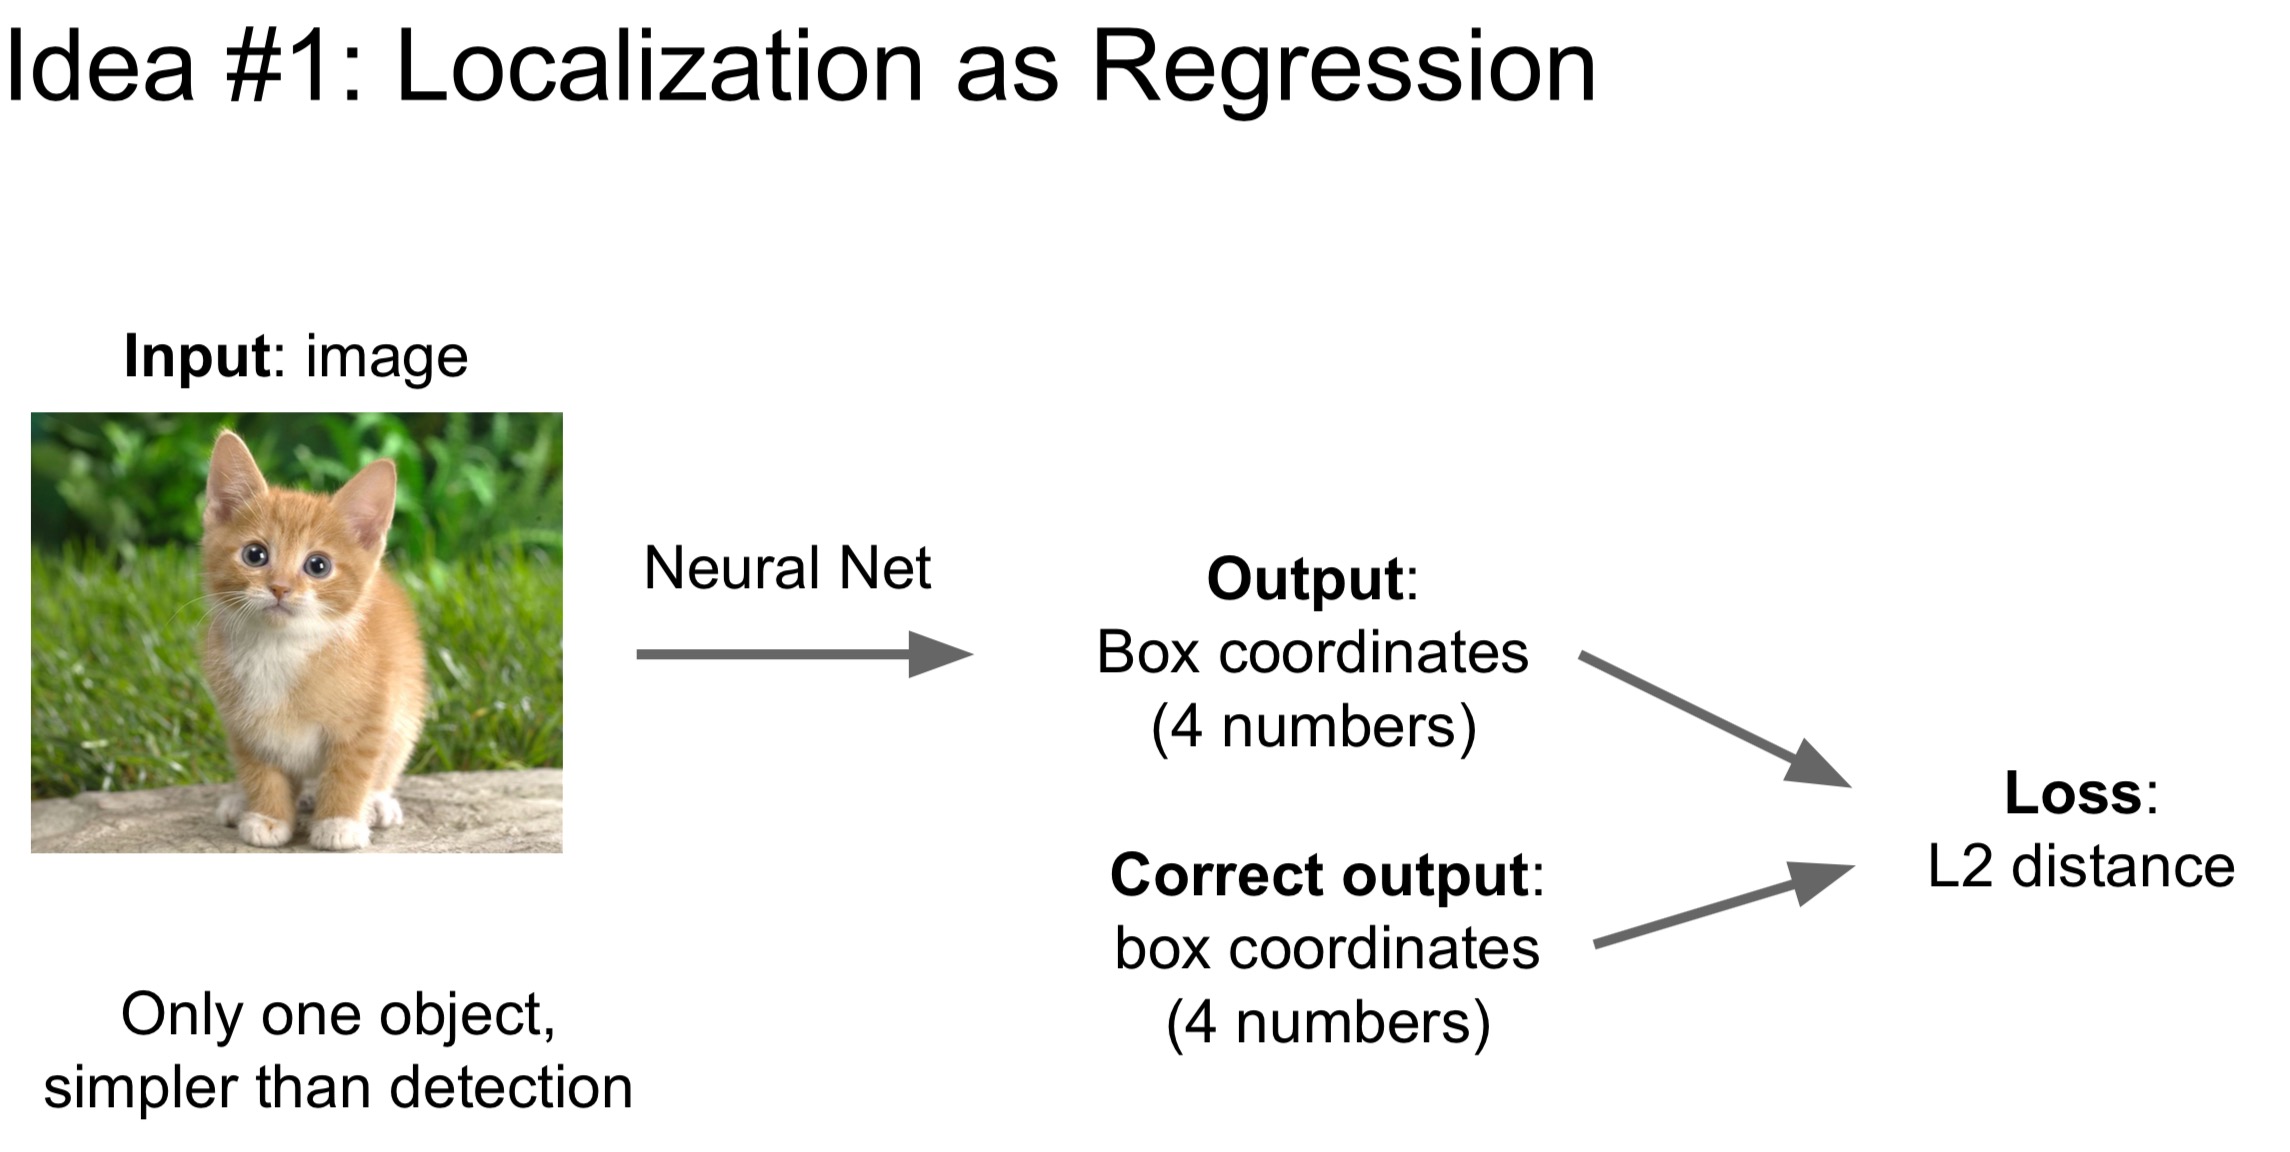 Idea #1: Localization as Regression
Input: image
Neural Net
Output:
Box coordinates
(4 numbers)
Correct output:
box coordinates
(4 numbers)
Loss:
L2 distance
Only one object,
simpler than detection